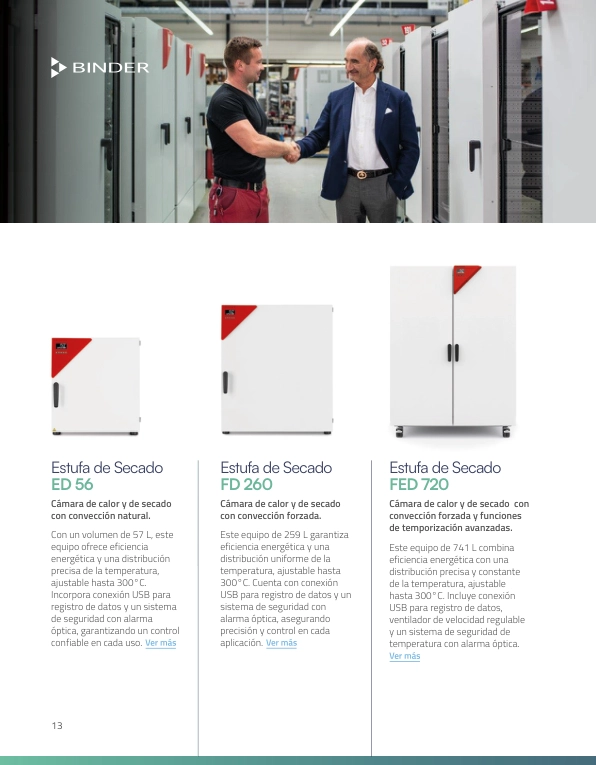 BINDER
Estufa de Secado
ED 56
Cámara de calor y de secado
con convección natural.
Con un volumen de 57 L, este
equipo ofrece eficiencia
energética y una distribución
precisa de la temperatura,
ajustable hasta 300°C.
Incorpora conexión USB para
registro de datos y un sistema
de seguridad con alarma
óptica, garantizando un control
confiable en cada uso. Ver más
Estufa de Secado
FD 260
Cámara de calor y de secado
con convección forzada.
Este equipo de 259 L garantiza
eficiencia energética y una
distribución uniforme de la
temperatura, ajustable hasta
300°C. Cuenta con conexión
USB para registro de datos y un
sistema de seguridad con
alarma óptica, asegurando
precisión y control en cada
aplicación. Ver más
Estufa de Secado
FED 720
Cámara de calor y de secado con
convección forzada y funciones
de temporización avanzadas.
Este equipo de 741 L combina
eficiencia energética con una
distribución precisa y constante
de la temperatura, ajustable
hasta 300°C. Incluye conexión
USB para registro de datos,
ventilador de velocidad regulable
y un sistema de seguridad de
temperatura con alarma óptica.
Ver más
13